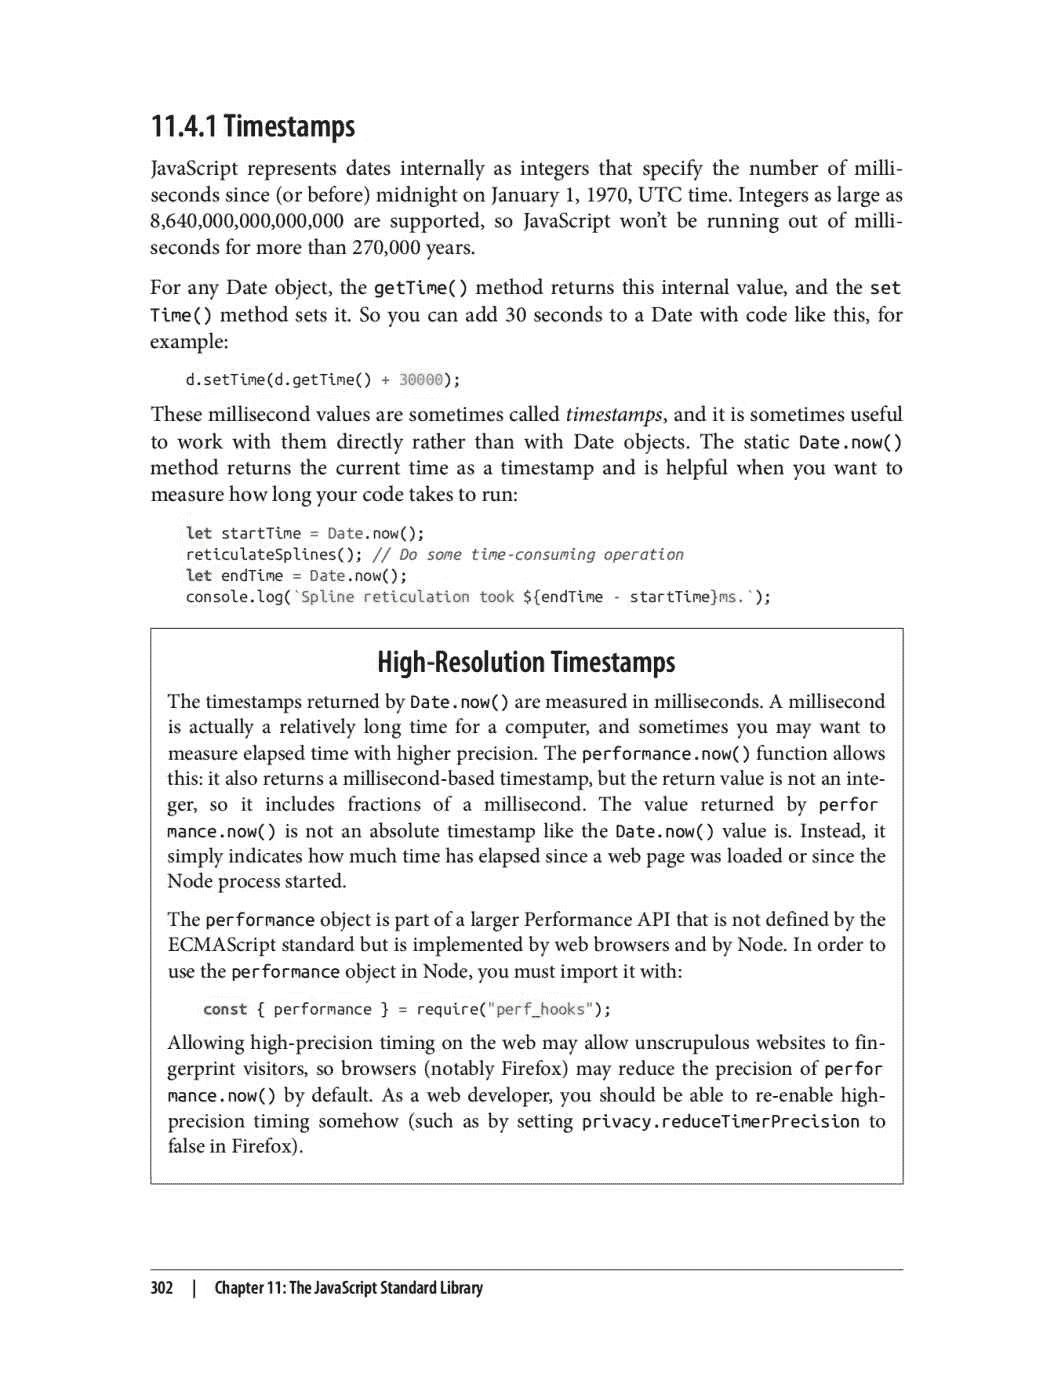 11.4.1 Timestamps
JavaScript represents dates internally as integers that specify the number of milli-
seconds since (or before) midnight on January 1, 1970, UTC time. Integers as large as
8,640,000,000,000,000 are supported, so JavaScript won’t be running out of milli-
seconds for more than 270,000 years.
For any Date object, the getTime() method returns this internal value, and the set
Time() method sets it. So you can add 30 seconds to a Date with code like this, for
example:
d.setTime(d.getTime() + 30000);
These millisecond values are sometimes called timestamps, and it is sometimes useful
to work with them directly rather than with Date objects. The static Date.now()
method returns the current time as a timestamp and is helpful when you want to
measure how long your code takes to run:
let startTime = Date.now();
reticulateSplines(); // Do some time-consuming operation
let endTime = Date.now();
console.log(`Spline reticulation took ${endTime - startTime}ms.`);
High-Resolution Timestamps
The timestamps returned by Date.now() are measured in milliseconds. A millisecond
is actually a relatively long time for a computer, and sometimes you may want to
measure elapsed time with higher precision. The performance.now() function allows
this: it also returns a millisecond-based timestamp, but the return value is not an inte-
ger, so it includes fractions of a millisecond. The value returned by perfor
mance.now() is not an absolute timestamp like the Date.now() value is. Instead, it
simply indicates how much time has elapsed since a web page was loaded or since the
Node process started.
The performance object is part of a larger Performance API that is not defined by the
ECMAScript standard but is implemented by web browsers and by Node. In order to
use the performance object in Node, you must import it with:
const { performance } = require("perf_hooks");
Allowing high-precision timing on the web may allow unscrupulous websites to fin-
gerprint visitors, so browsers (notably Firefox) may reduce the precision of perfor
mance.now() by default. As a web developer, you should be able to re-enable high-
precision timing somehow (such as by setting privacy.reduceTimerPrecision to
false in Firefox).
302 | Chapter 11: The JavaScript Standard Library